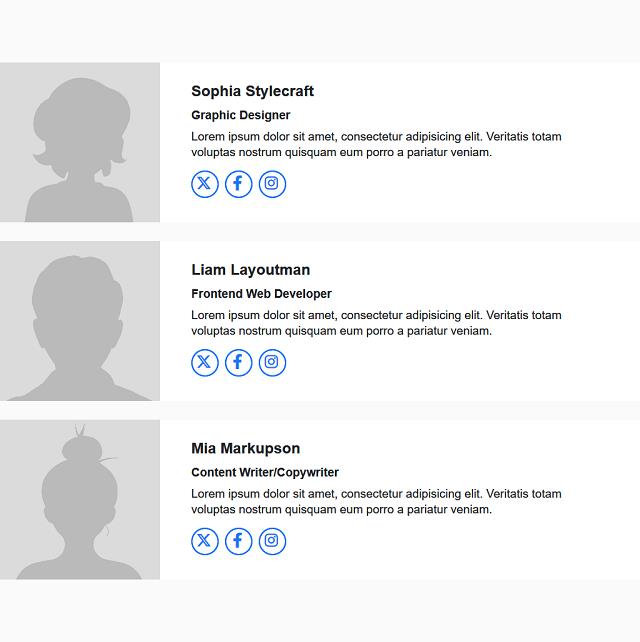 Sophia Stylecraft
Graphic Designer
Lorem ipsum dolor sit amet, consectetur adipisicing elit. Veritatis totam
voluptas nostrum quisquam eum porro a pariatur veniam.
Liam Layoutman
Frontend Web Developer
Lorem ipsum dolor sit amet, consectetur adipisicing elit. Veritatis totam
voluptas nostrum quisquam eum porro a pariatur veniam.
Mia Markupson
Content Writer/Copywriter
Lorem ipsum dolor sit amet, consectetur adipisicing elit. Veritatis totam
voluptas nostrum quisquam eum porro a pariatur veniam.